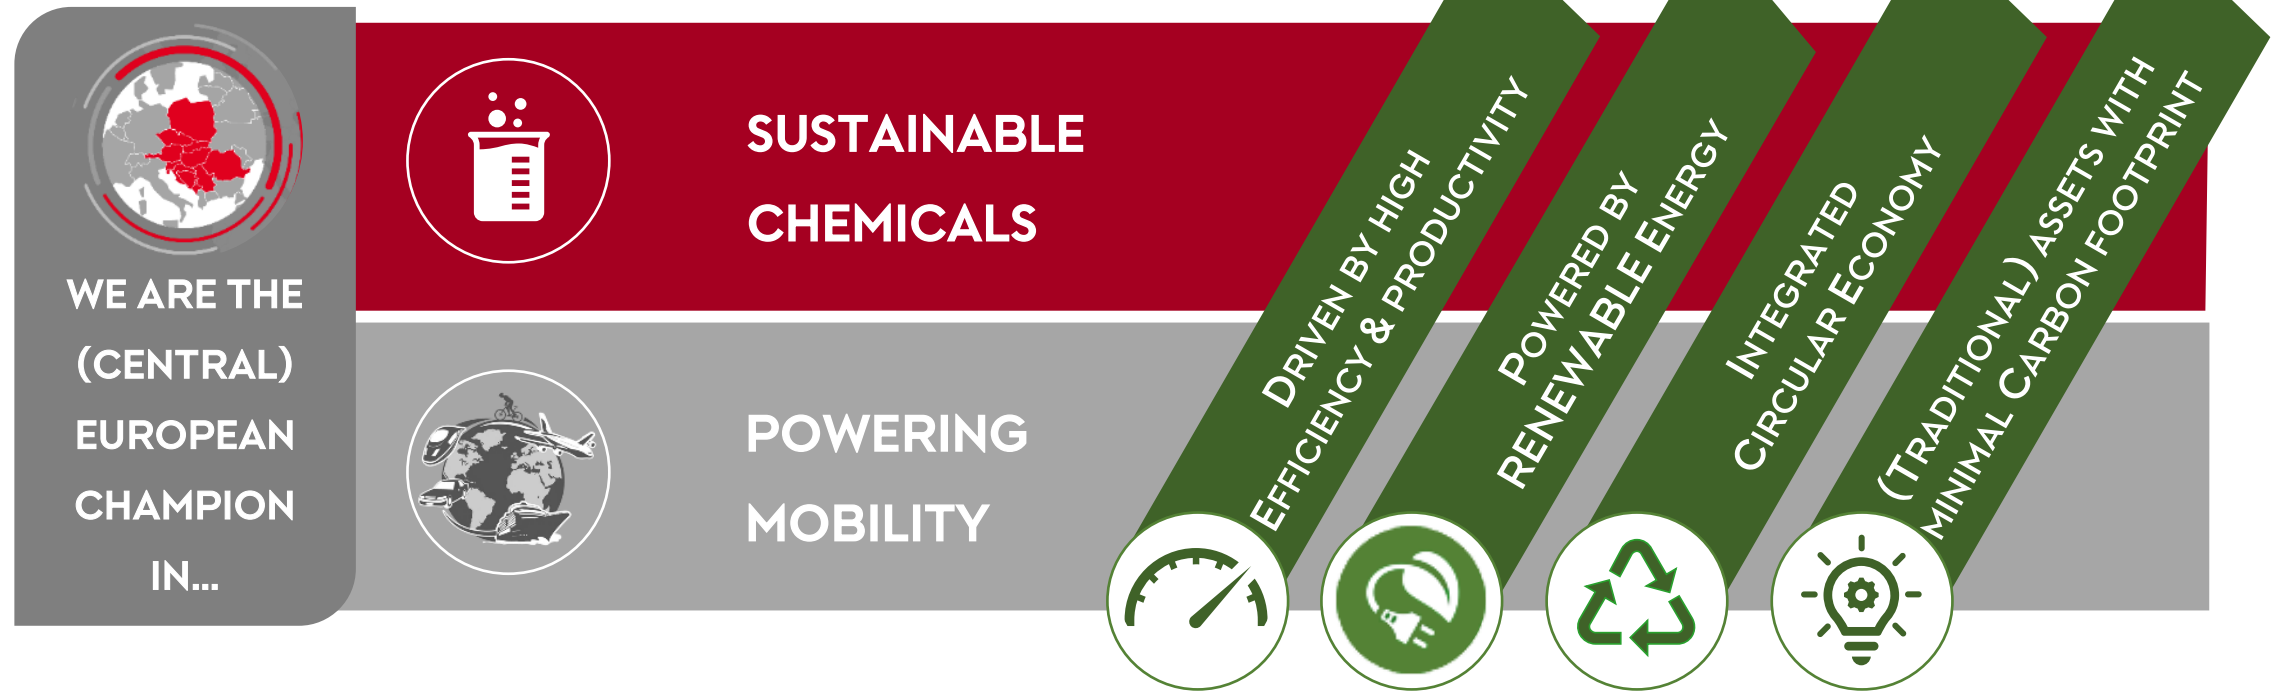 WE ARE THE
(CENTRAL)
EUROPEAN
CHAMPION
IN...
SUSTAINABLE
CHEMICALS
POWERING
MOBILITY
DRIVEN BY HIGH
EFFICIENCY & PRODUCTIVITY
POWERED BY
RENEWABLE ENERGY
INTEGRATED
CIRCULAR ECONOMY
(TRADITIONAL) ASSETS WITH
MINIMAL CARBON FOOTPRINT